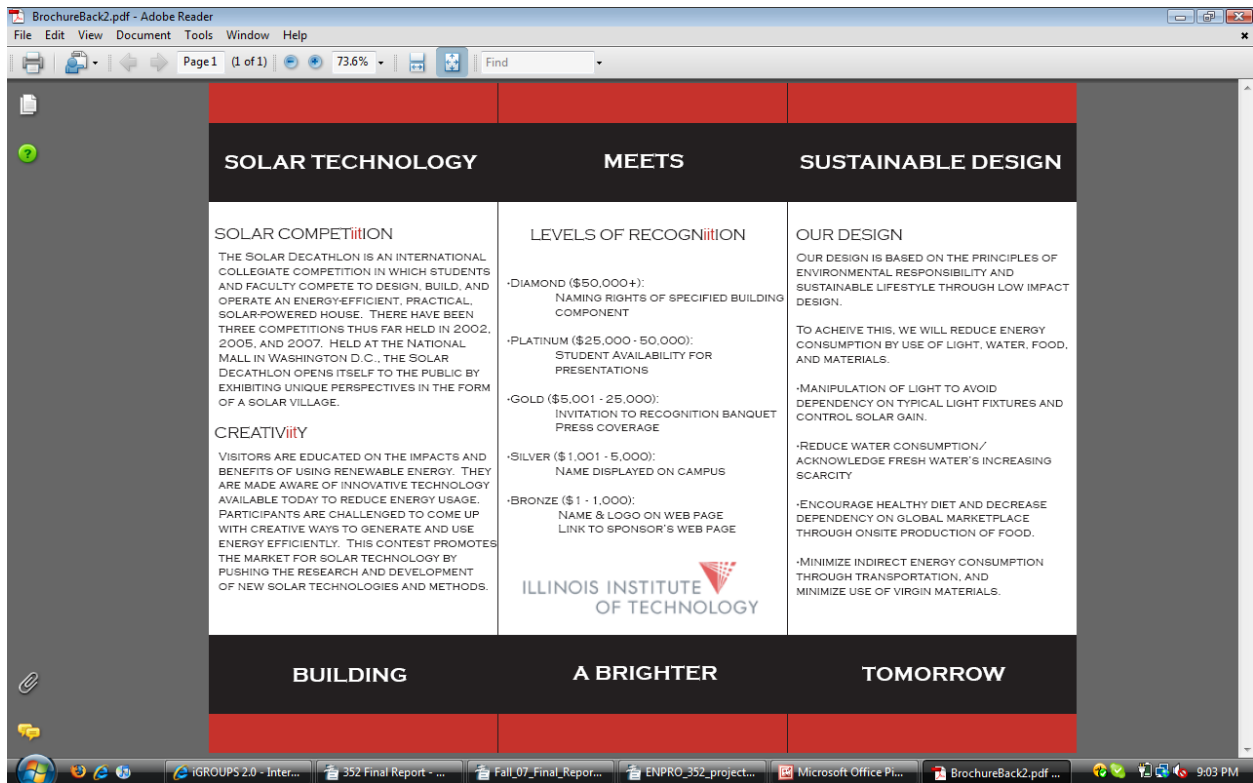 BrochureBack2.pdf - Adobe Reader
File Edit View Document Tools Window Help
Page 1 (1 of 1) 73.6% Find
SOLAR TECHNOLOGY
MEETS
SUSTAINABLE DESIGN
SOLAR COMPETiitION
THE SOLAR DECATHLON IS AN INTERNATIONAL
COLLEGIATE COMPETITION IN WHICH STUDENTS
AND FACULTY COMPETE TO DESIGN, BUILD, AND
OPERATE AN ENERGY-EFFICIENT, PRACTICAL,
SOLAR-POWERED HOUSE. THERE HAVE BEEN
THREE COMPETITIONS THUS FAR HELD IN 2002,
2005, AND 2007. HELD AT THE NATIONAL
MALL IN WASHINGTON D.C., THE SOLAR
DECATHLON OPENS ITSELF TO THE PUBLIC BY
EXHIBITING UNIQUE PERSPECTIVES IN THE FORM
OF A SOLAR VILLAGE.
CREATIViitY
VISITORS ARE EDUCATED ON THE IMPACTS AND
BENEFITS OF USING RENEWABLE ENERGY. THEY
ARE MADE AWARE OF INNOVATIVE TECHNOLOGY
AVAILABLE TODAY TO REDUCE ENERGY USAGE.
PARTICIPANTS ARE CHALLENGED TO COME UP
WITH CREATIVE WAYS TO GENERATE AND USE
ENERGY EFFICIENTLY. THIS CONTEST PROMOTES
THE MARKET FOR SOLAR TECHNOLOGY BY
PUSHING THE RESEARCH AND DEVELOPMENT
OF NEW SOLAR TECHNOLOGIES AND METHODS.
LEVELS OF RECOGNiitION
·DIAMOND ($50,000+):
NAMING RIGHTS OF SPECIFIED BUILDING
COMPONENT
·PLATINUM ($25,000 - 50,000):
STUDENT AVAILABILITY FOR
PRESENTATIONS
·GOLD ($5,001 - 25,000):
INVITATION TO RECOGNITION BANQUET
PRESS COVERAGE
·SILVER ($1,001 - 5,000):
NAME DISPLAYED ON CAMPUS
·BRONZE ($1 - 1,000):
NAME & LOGO ON WEB PAGE
LINK TO SPONSOR'S WEB PAGE
ILLINOIS INSTITUTE
OF TECHNOLOGY
OUR DESIGN
OUR DESIGN IS BASED ON THE PRINCIPLES OF
ENVIRONMENTAL RESPONSIBILITY AND
SUSTAINABLE LIFESTYLE THROUGH LOW IMPACT
DESIGN.
TO ACHEIVE THIS, WE WILL REDUCE ENERGY
CONSUMPTION BY USE OF LIGHT, WATER, FOOD,
AND MATERIALS.
·MANIPULATION OF LIGHT TO AVOID
DEPENDENCY ON TYPICAL LIGHT FIXTURES AND
CONTROL SOLAR GAIN.
·REDUCE WATER CONSUMPTION/
ACKNOWLEDGE FRESH WATER'S INCREASING
SCARCITY
·ENCOURAGE HEALTHY DIET AND DECREASE
DEPENDENCY ON GLOBAL MARKETPLACE
THROUGH ONSITE PRODUCTION OF FOOD.
·MINIMIZE INDIRECT ENERGY CONSUMPTION
THROUGH TRANSPORTATION, AND
MINIMIZE USE OF VIRGIN MATERIALS.
BUILDING
A BRIGHTER
TOMORROW
iGROUPS 2.0 - Inter... 352 Final Report - ... Fall_07_Final_Repor... ENPRO_352_project... Microsoft Office Pi... BrochureBack2.pdf ... 9:03 PM